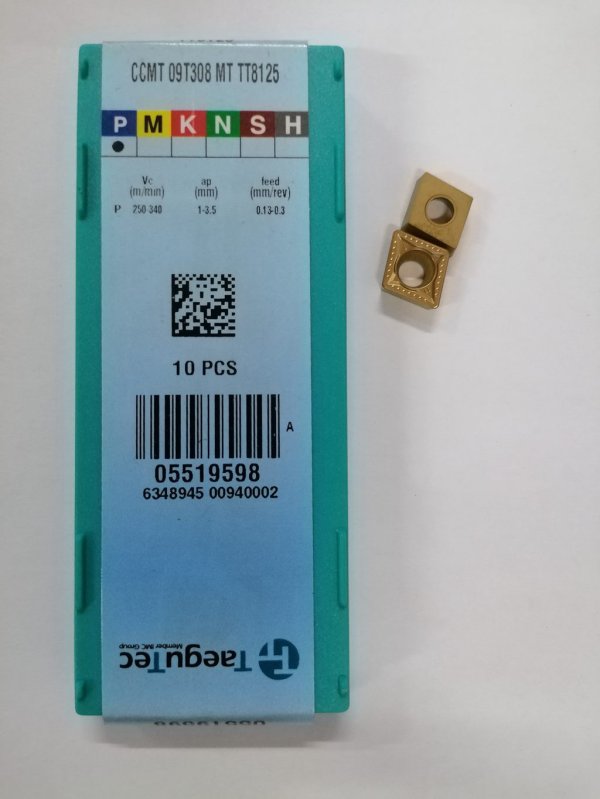 CCMT 09T308 MT TT8125
P M K N S H
Vc ap feed
(m/min) (mm) (mm/rev)
P 250-340 1-3.5 0.13-0.3
10 PCS
A
05519598
6348945 00940002
TaeguTec
Member IMC Group
05519598